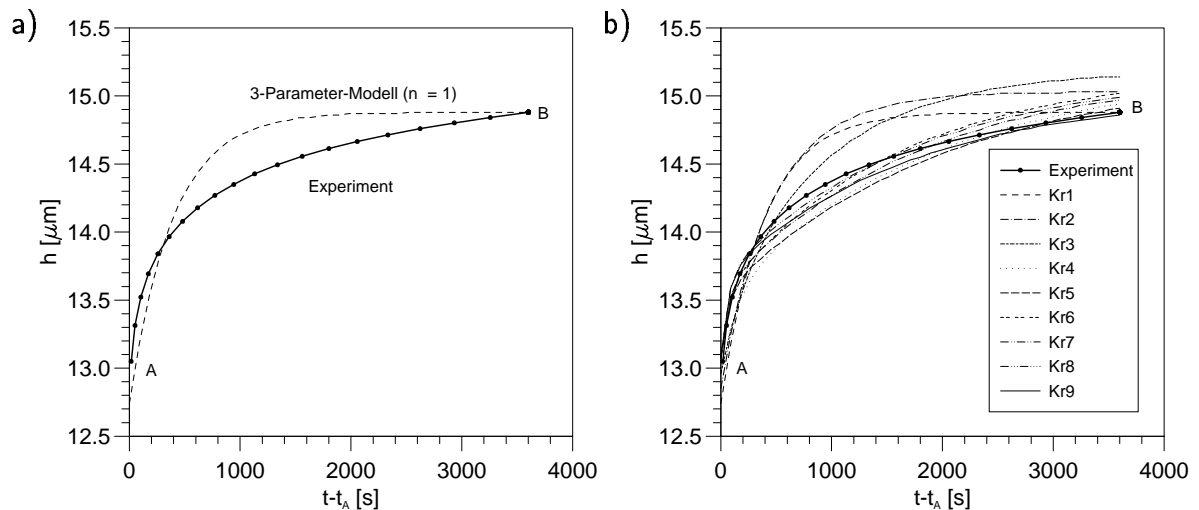 a)
h [μm]
15.5
15.0
14.5
14.0
13.5
13.0
12.5
3-Parameter-Modell (n = 1)
Experiment
A
B
0 1000 2000 3000 4000
t-tA [s]
b)
h [μm]
15.5
15.0
14.5
14.0
13.5
13.0
12.5
A
B
Experiment
Kr1
Kr2
Kr3
Kr4
Kr5
Kr6
Kr7
Kr8
Kr9
0 1000 2000 3000 4000
t-tA [s]